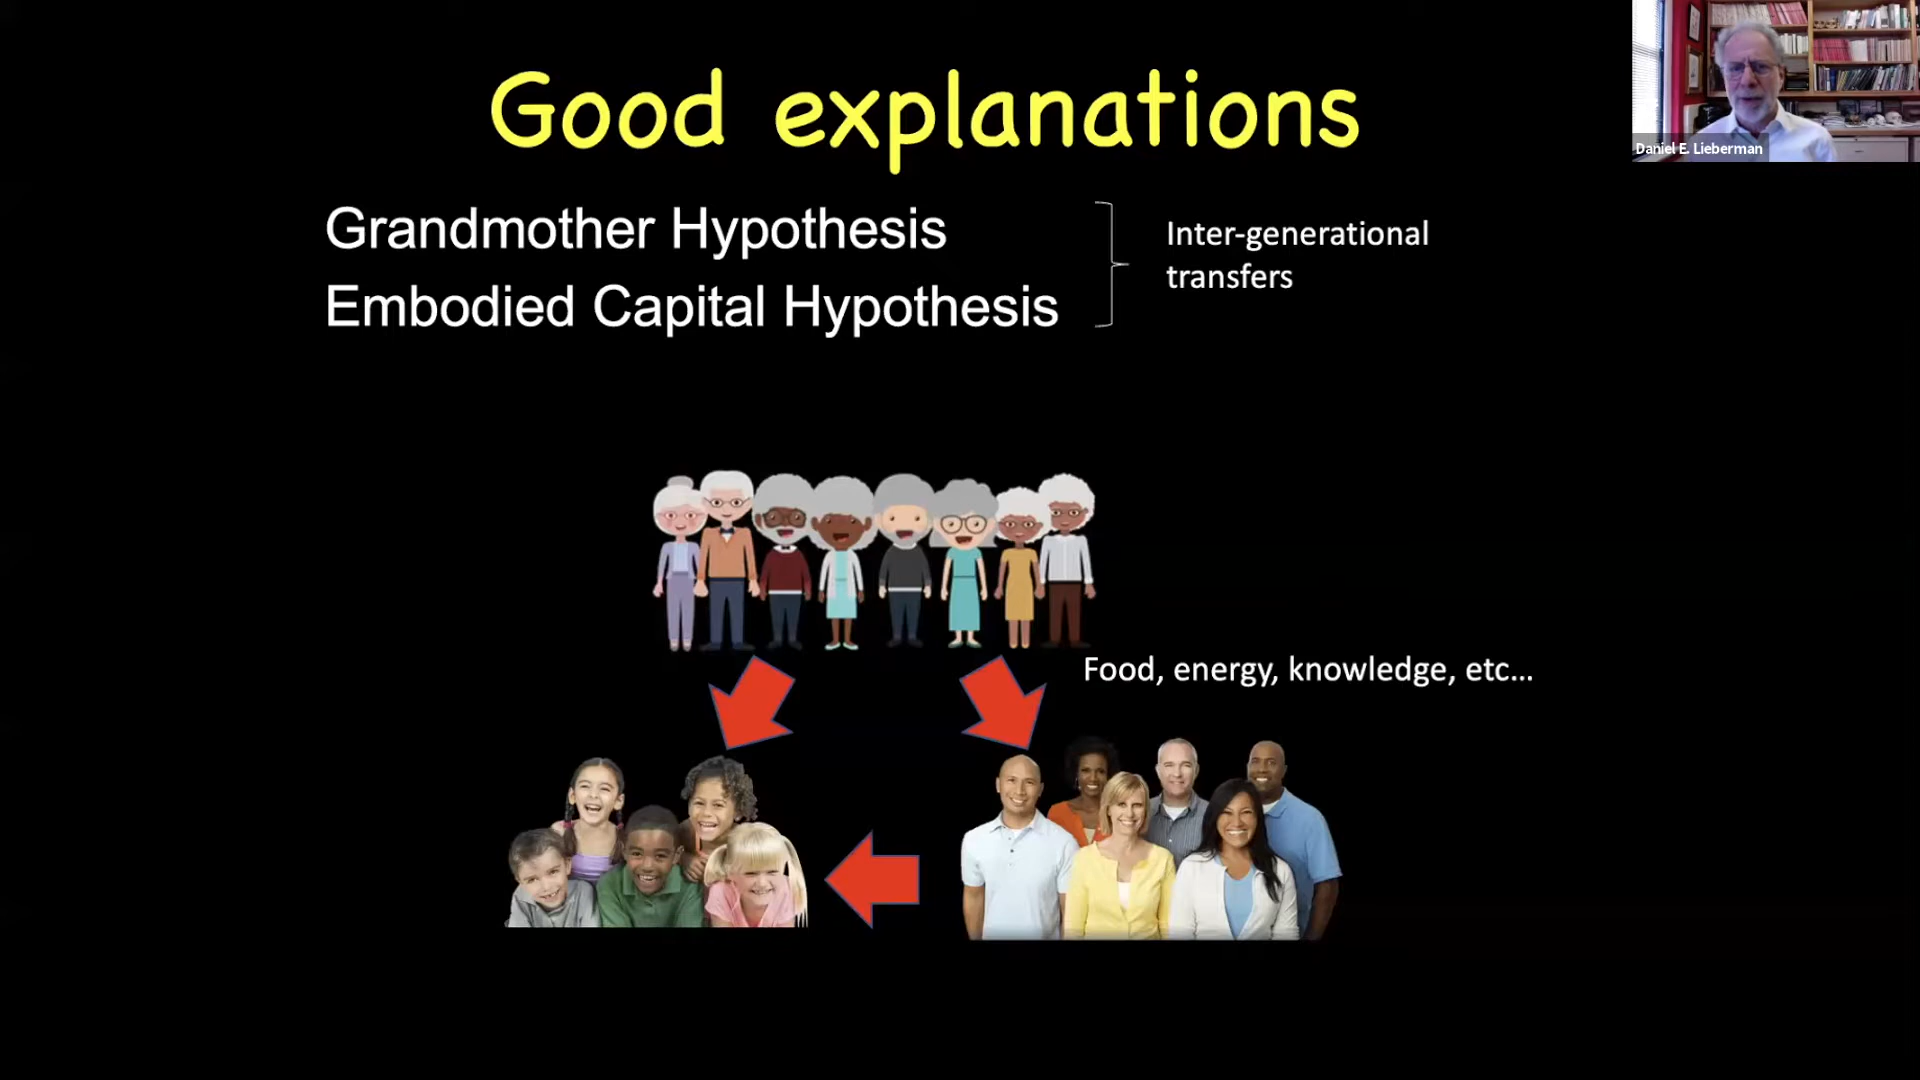 Good explanations
Daniel E. Lieberman
Grandmother Hypothesis
Embodied Capital Hypothesis
Inter-generational
transfers
Food, energy, knowledge, etc...